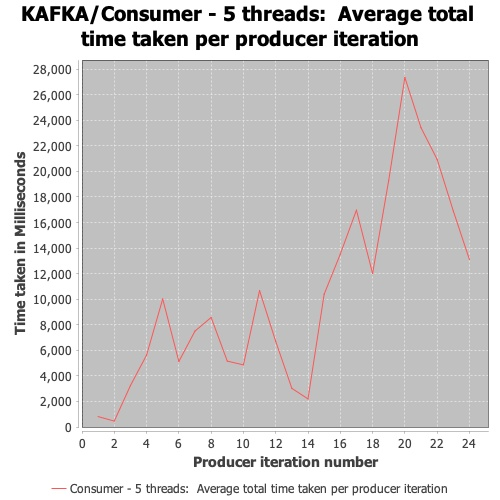 KAFKA/Consumer - 5 threads:  Average total
time taken per producer iteration
28,000
26,000
24,000
22,000
20,000
18,000
16,000
14,000
12,000
10,000
8,000
6,000
4,000
2,000
0
Time taken in Milliseconds
0 2 4 6 8 10 12 14 16 18 20 22 24
Producer iteration number
Consumer - 5 threads:  Average total time taken per producer iteration